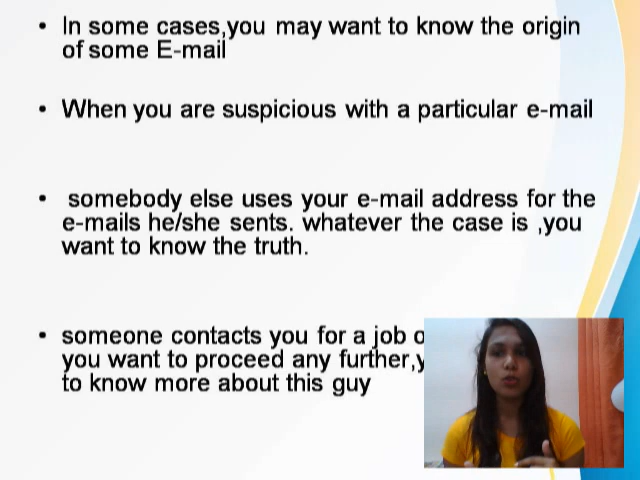 • In some cases,you may want to know the origin
of some E-mail
• When you are suspicious with a particular e-mail
• somebody else uses your e-mail address for the
e-mails he/she sents. whatever the case is ,you
want to know the truth.
• someone contacts you for a job
you want to proceed any further,
to know more about this guy